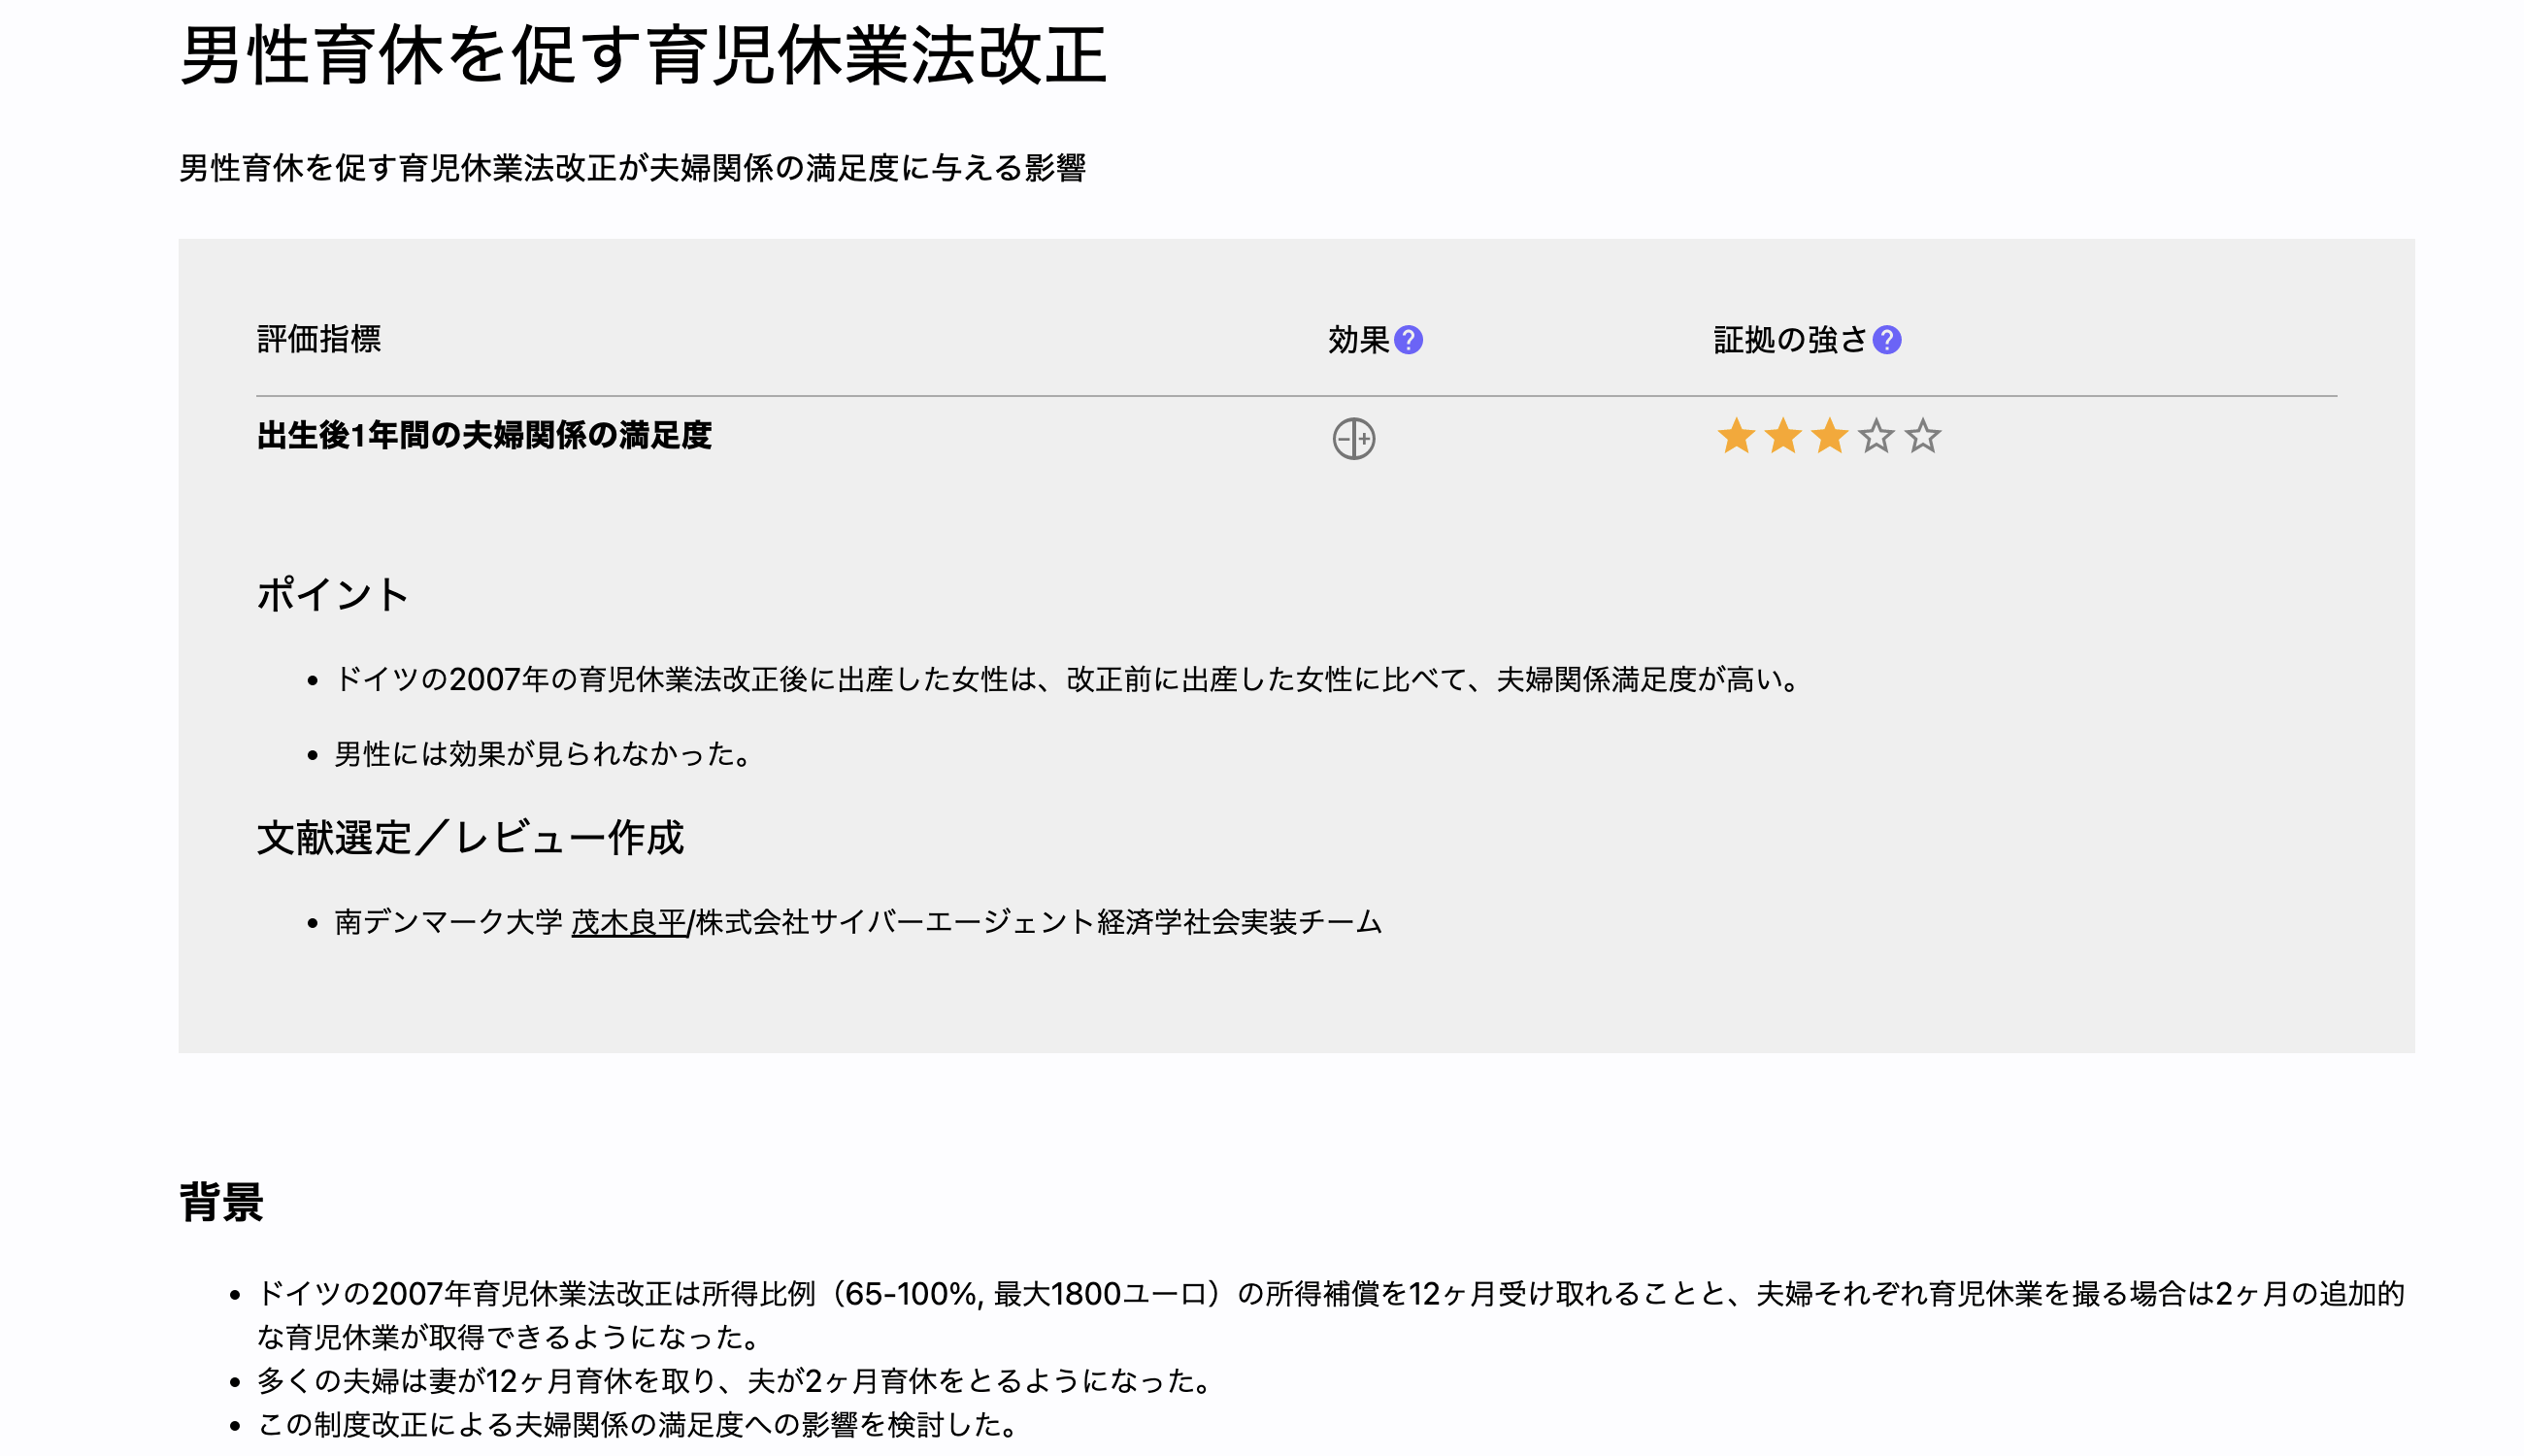 男性育休を促す育児休業法改正
男性育休を促す育児休業法改正が夫婦関係の満足度に与える影響
評価指標 効果? 証拠の強さ?
出生後1年間の夫婦関係の満足度 −+ ★★★☆☆
ポイント
• ドイツの2007年の育児休業法改正後に出産した女性は、改正前に出産した女性に比べて、夫婦関係満足度が高い。
• 男性には効果が見られなかった。
文献選定／レビュー作成
• 南デンマーク大学 茂木良平/株式会社サイバーエージェント経済学社会実装チーム
背景
• ドイツの2007年育児休業法改正は所得比例（65-100%, 最大1800ユーロ）の所得補償を12ヶ月受け取れることと、夫婦それぞれ育児休業を撮る場合は2ヶ月の追加的
な育児休業が取得できるようになった。
• 多くの夫婦は妻が12ヶ月育休を取り、夫が2ヶ月育休をとるようになった。
• この制度改正による夫婦関係の満足度への影響を検討した。